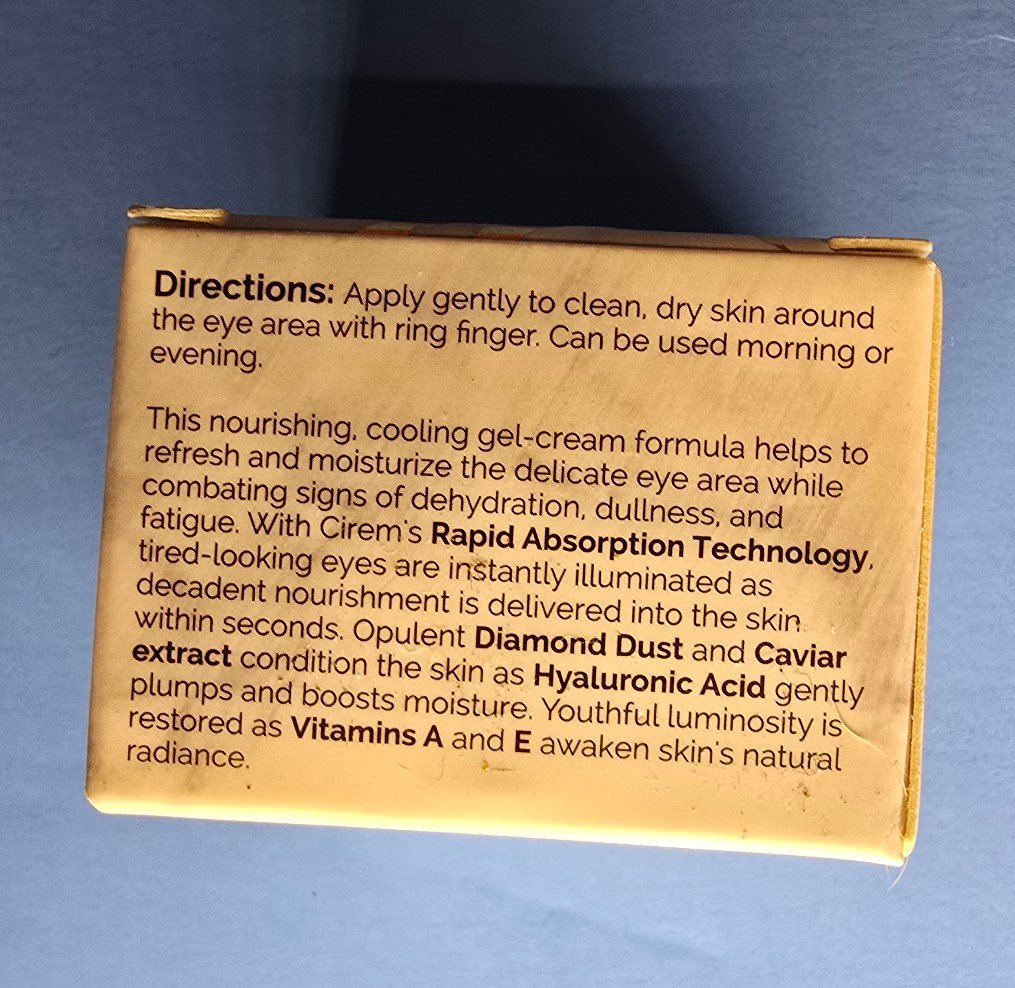 Directions: Apply gently to clean, dry skin around
the eye area with ring finger. Can be used morning or
evening.
This nourishing, cooling gel-cream formula helps to
refresh and moisturize the delicate eye area while
combating signs of dehydration, dullness, and
fatigue. With Cirem's Rapid Absorption Technology,
tired-looking eyes are instantly illuminated as
decadent nourishment is delivered into the skin
within seconds. Opulent Diamond Dust and Caviar
extract condition the skin as Hyaluronic Acid gently
plumps and boosts moisture. Youthful luminosity is
restored as Vitamins A and E awaken skin's natural
radiance.